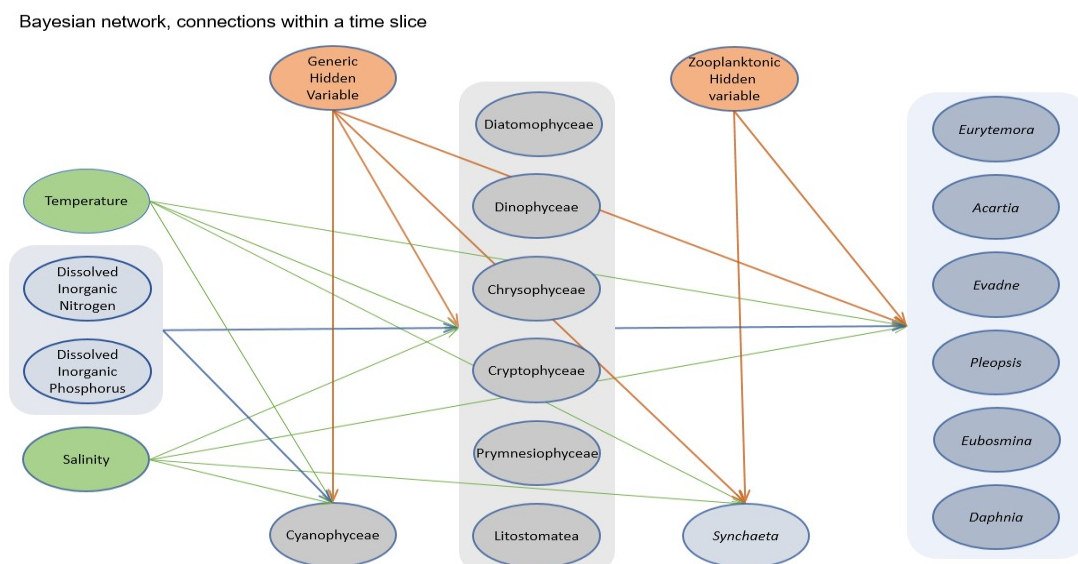 Bayesian network, connections within a time slice
Generic
Hidden
Variable
Zooplanktonic
Hidden
variable
Temperature
Dissolved
Inorganic
Nitrogen
Dissolved
Inorganic
Phosphorus
Salinity
Cyanophyceae
Diatomophyceae
Dinophyceae
Chrysophyceae
Cryptophyceae
Prymnesiophyceae
Litostomatea
Synchaeta
Eurytemora
Acartia
Evadne
Pleopsis
Eubosmina
Daphnia